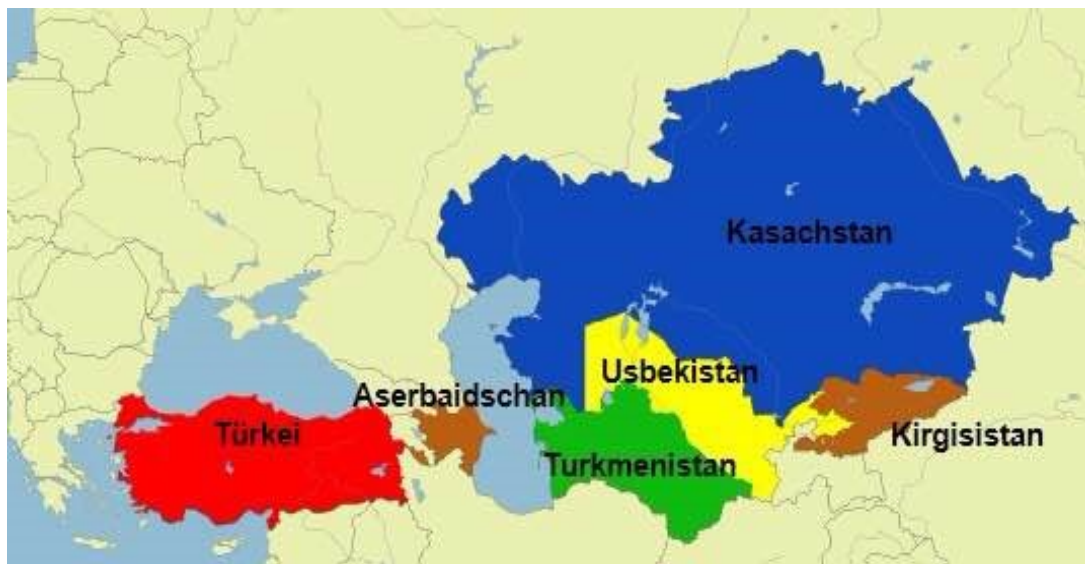 Kasachstan
Usbekistan
Aserbaidschan
Türkei
Kirgisistan
Turkmenistan